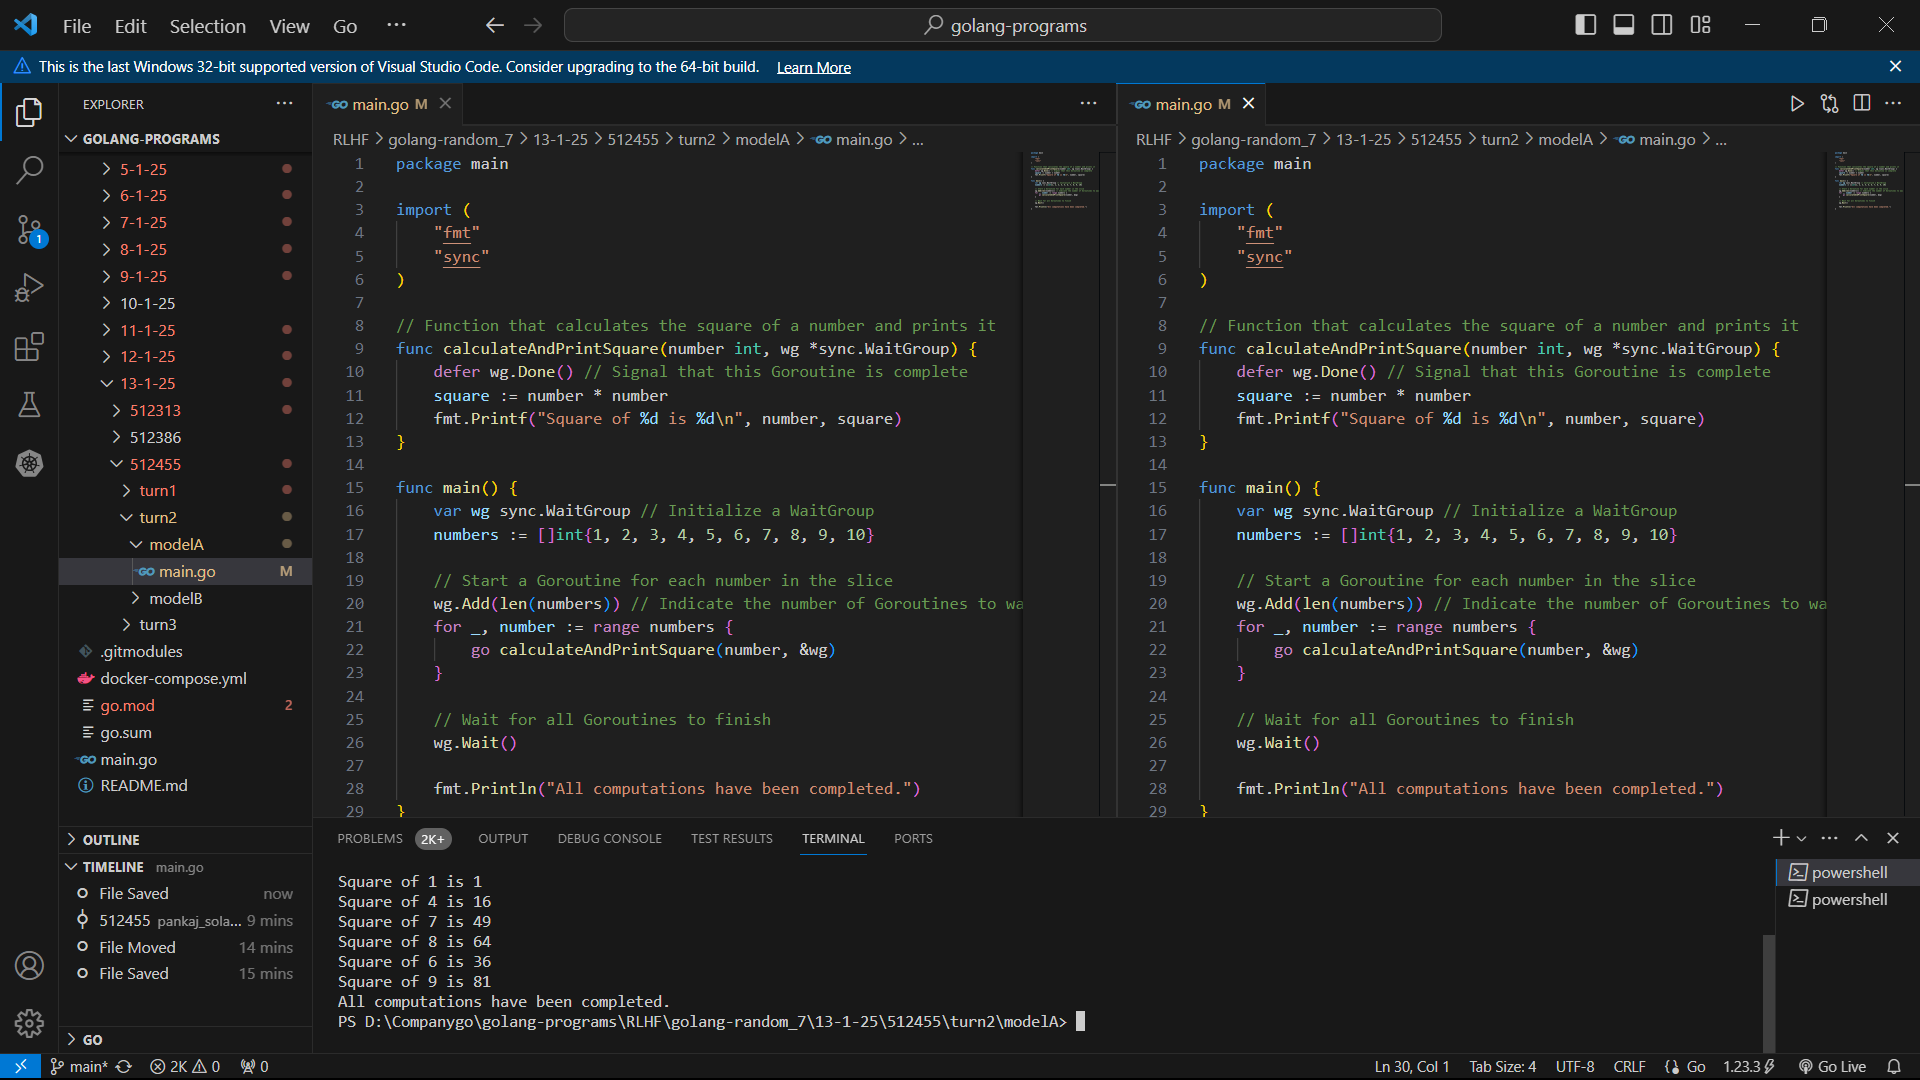 File Edit Selection View Go ··· golang-programs
This is the last Windows 32-bit supported version of Visual Studio Code. Consider upgrading to the 64-bit build. Learn More
EXPLORER
GOLANG-PROGRAMS
5-1-25
6-1-25
7-1-25
8-1-25
9-1-25
10-1-25
11-1-25
12-1-25
13-1-25
512313
512386
512455
turn1
turn2
modelA
main.go M
modelB
turn3
.gitmodules
docker-compose.yml
go.mod 2
go.sum
main.go
README.md
OUTLINE
TIMELINE main.go
File Saved now
512455 pankaj_sola... 9 mins
File Moved 14 mins
File Saved 15 mins
GO
main.go M
RLHF > golang-random_7 > 13-1-25 > 512455 > turn2 > modelA > main.go > ...
1 package main
2
3 import (
4 "fmt"
5 "sync"
6 )
7
8 // Function that calculates the square of a number and prints it
9 func calculateAndPrintSquare(number int, wg *sync.WaitGroup) {
10 defer wg.Done() // Signal that this Goroutine is complete
11 square := number * number
12 fmt.Printf("Square of %d is %d\n", number, square)
13 }
14
15 func main() {
16 var wg sync.WaitGroup // Initialize a WaitGroup
17 numbers := []int{1, 2, 3, 4, 5, 6, 7, 8, 9, 10}
18
19 // Start a Goroutine for each number in the slice
20 wg.Add(len(numbers)) // Indicate the number of Goroutines to wa
21 for _, number := range numbers {
22 go calculateAndPrintSquare(number, &wg)
23 }
24
25 // Wait for all Goroutines to finish
26 wg.Wait()
27
28 fmt.Println("All computations have been completed.")
29 }
main.go M
RLHF > golang-random_7 > 13-1-25 > 512455 > turn2 > modelA > main.go > ...
1 package main
2
3 import (
4 "fmt"
5 "sync"
6 )
7
8 // Function that calculates the square of a number and prints it
9 func calculateAndPrintSquare(number int, wg *sync.WaitGroup) {
10 defer wg.Done() // Signal that this Goroutine is complete
11 square := number * number
12 fmt.Printf("Square of %d is %d\n", number, square)
13 }
14
15 func main() {
16 var wg sync.WaitGroup // Initialize a WaitGroup
17 numbers := []int{1, 2, 3, 4, 5, 6, 7, 8, 9, 10}
18
19 // Start a Goroutine for each number in the slice
20 wg.Add(len(numbers)) // Indicate the number of Goroutines to wa
21 for _, number := range numbers {
22 go calculateAndPrintSquare(number, &wg)
23 }
24
25 // Wait for all Goroutines to finish
26 wg.Wait()
27
28 fmt.Println("All computations have been completed.")
29 }
PROBLEMS 2K+ OUTPUT DEBUG CONSOLE TEST RESULTS TERMINAL PORTS
Square of 1 is 1
Square of 4 is 16
Square of 7 is 49
Square of 8 is 64
Square of 6 is 36
Square of 9 is 81
All computations have been completed.
PS D:\Companygo\golang-programs\RLHF\golang-random_7\13-1-25\512455\turn2\modelA>
powershell
powershell
1
main* 2K 0 0 Ln 30, Col 1 Tab Size: 4 UTF-8 CRLF Go 1.23.3 Go Live